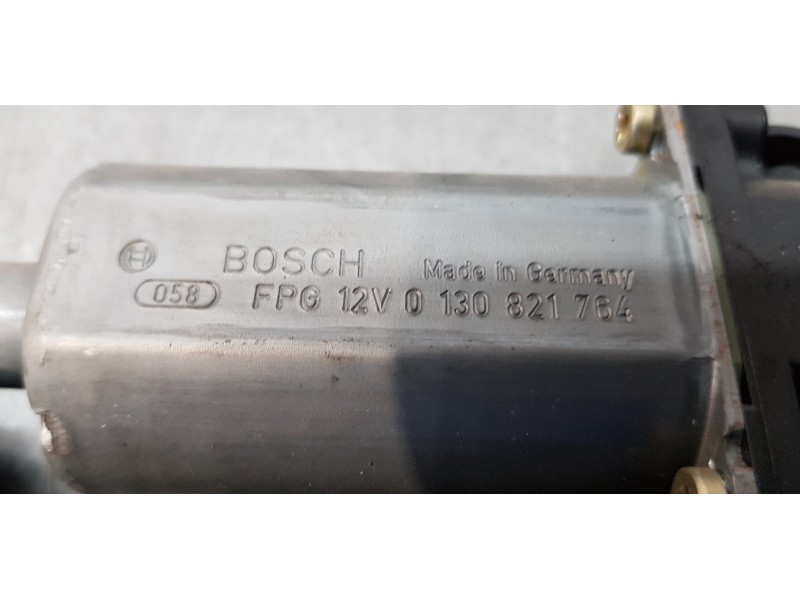 BOSCH Made in Germany
058 FPG 12V 0 130 821 764